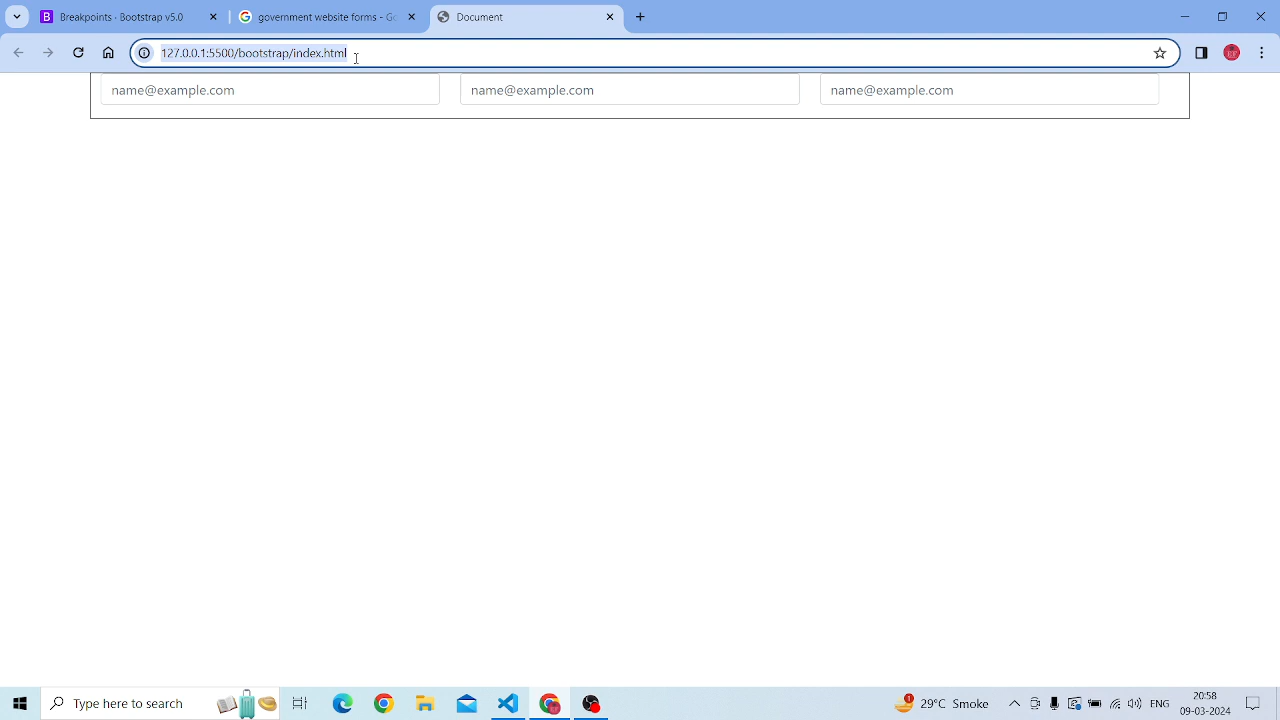 Breakpoints · Bootstrap v5.0
government website forms - Go
Document
127.0.0.1:5500/bootstrap/index.html
name@example.com name@example.com name@example.com
Type here to search
29°C Smoke
ENG
20:58
09-03-2024